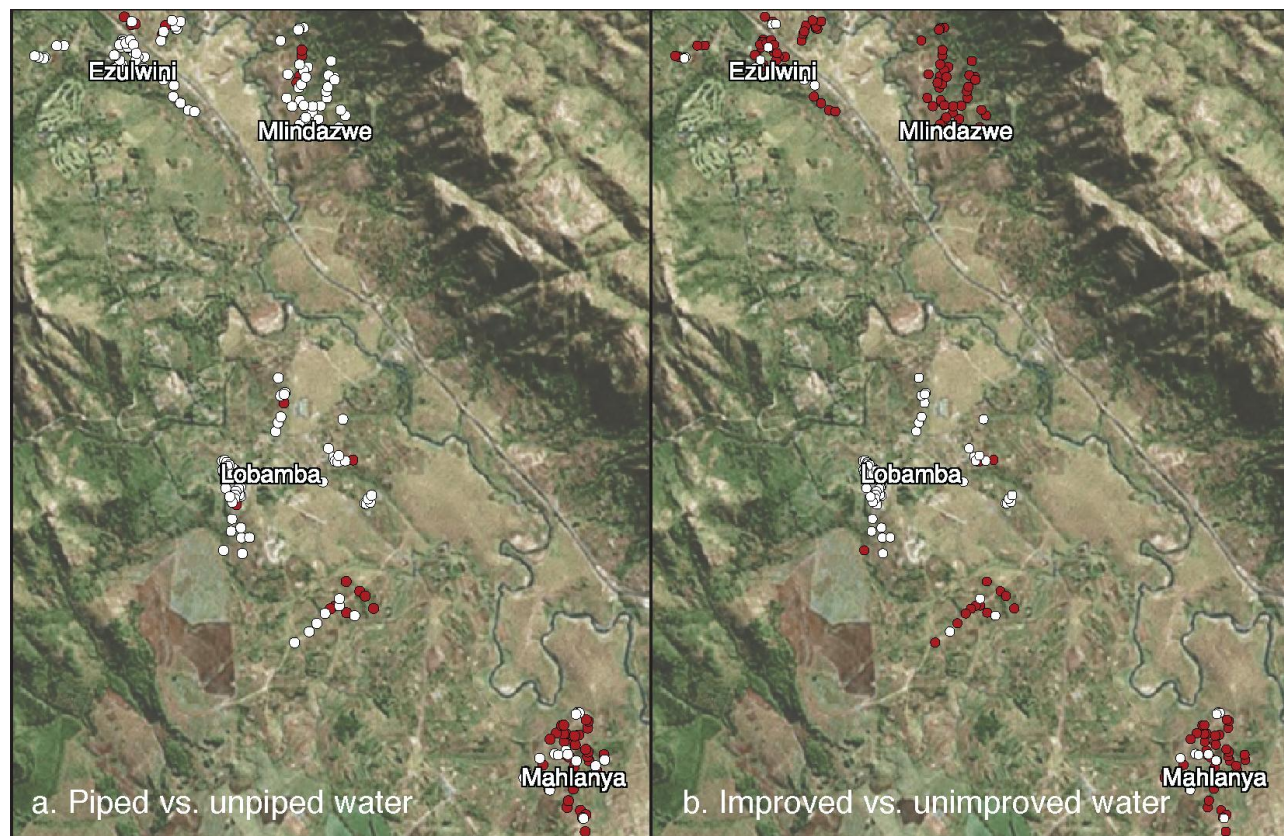 Ezulwini
Mlindazwe
Lobamba
Mahlanya
a. Piped vs. unpiped water
Ezulwini
Mlindazwe
Lobamba
Mahlanya
b. Improved vs. unimproved water